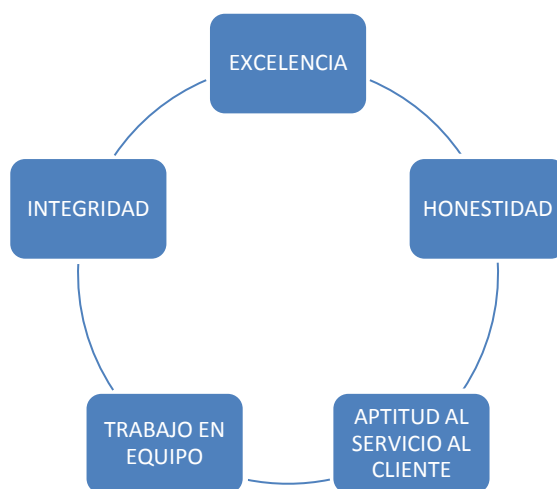 EXCELENCIA
HONESTIDAD
APTITUD AL
SERVICIO AL
CLIENTE
TRABAJO EN
EQUIPO
INTEGRIDAD